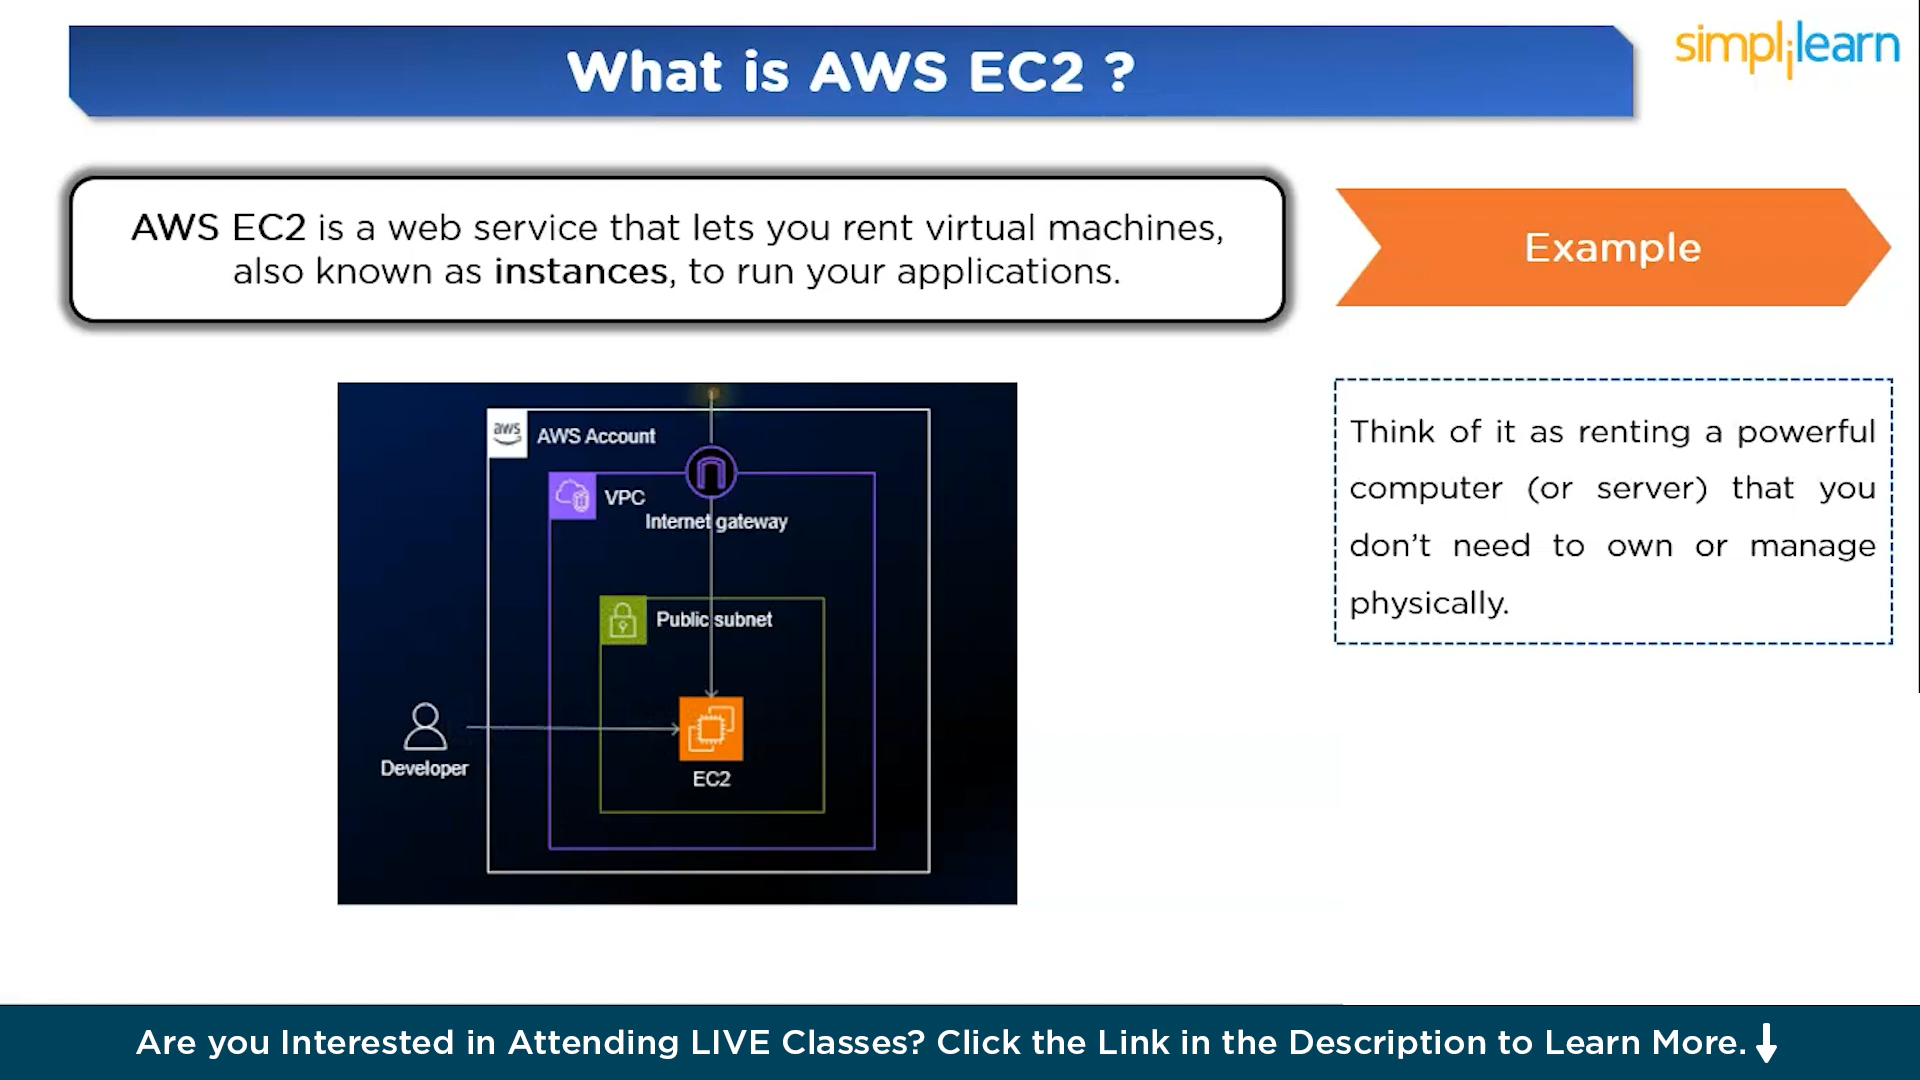 What is AWS EC2 ?
simplilearn
AWS EC2 is a web service that lets you rent virtual machines,
also known as instances, to run your applications.
Example
Think of it as renting a powerful
computer (or server) that you
don't need to own or manage
physically.
aws
AWS Account
VPC
Internet gateway
Public subnet
Developer
EC2
Are you Interested in Attending LIVE Classes? Click the Link in the Description to Learn More.